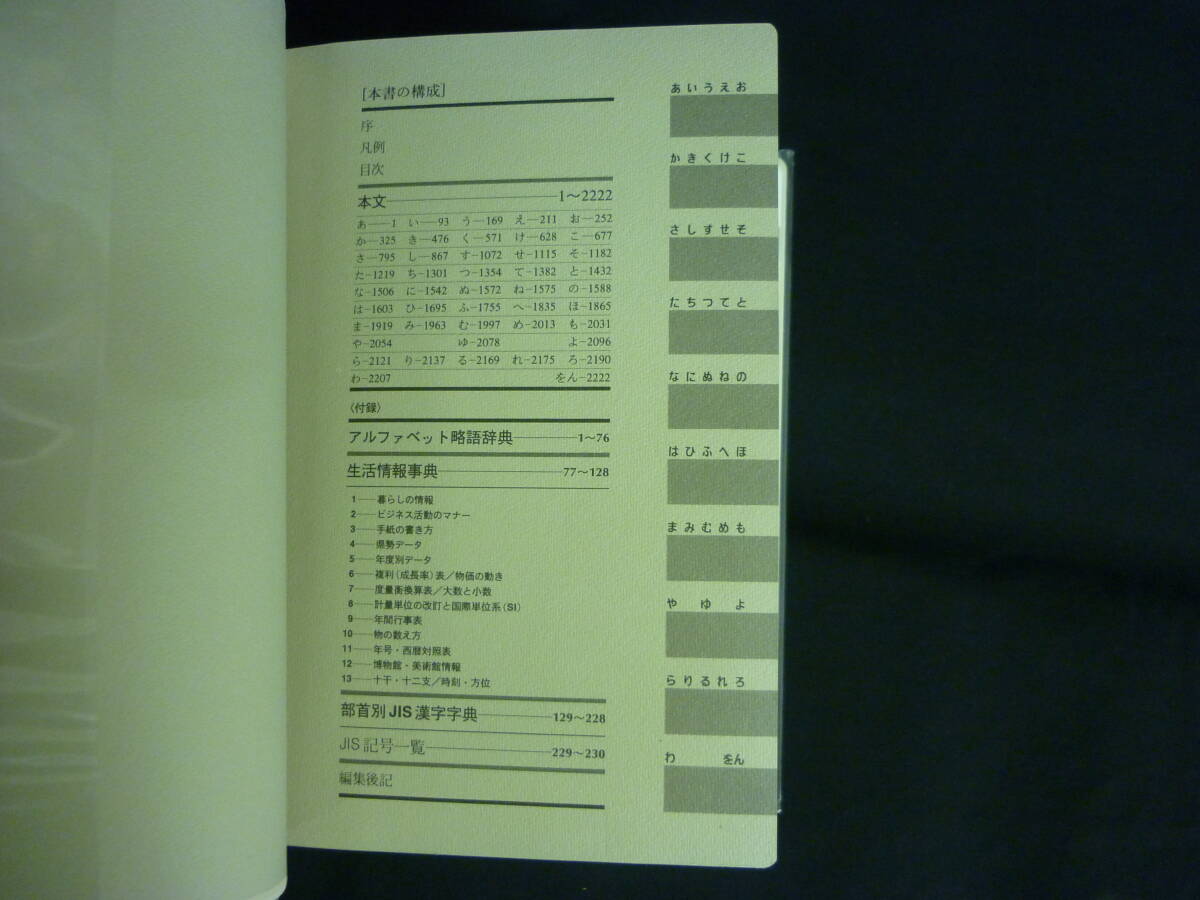 [本書の構成]
序
凡例
目次
本文――1〜2222
あ―1 い―93 う―169 え―211 お―252
か―325 き―476 く―571 け―628 こ―677
さ―795 し―867 す―1072 せ―1115 そ―1182
た―1219 ち―1301 つ―1354 て―1382 と―1432
な―1506 に―1542 ぬ―1572 ね―1575 の―1588
は―1603 ひ―1695 ふ―1755 へ―1835 ほ―1865
ま―1919 み―1963 む―1997 め―2013 も―2031
や―2054 ゆ―2078 よ―2096
ら―2121 り―2137 る―2169 れ―2175 ろ―2190
わ―2207 をん―2222
〈付録〉
アルファベット略語辞典――1〜76
生活情報事典――77〜128
1――暮らしの情報
2――ビジネス活動のマナー
3――手紙の書き方
4――県勢データ
5――年度別データ
6――複利(成長率)表/物価の動き
7――度量衡換算表/大数と小数
8――計量単位の改訂と国際単位系(SI)
9――年間行事表
10――物の数え方
11――年号・西暦対照表
12――博物館・美術館情報
13――十干・十二支/時刻・方位
部首別JIS漢字字典――129〜228
JIS記号一覧――229〜230
編集後記
あいうえお
かきくけこ
さしすせそ
たちつてと
なにぬねの
はひふへほ
まみむめも
や ゆ よ
らりるれろ
わ をん